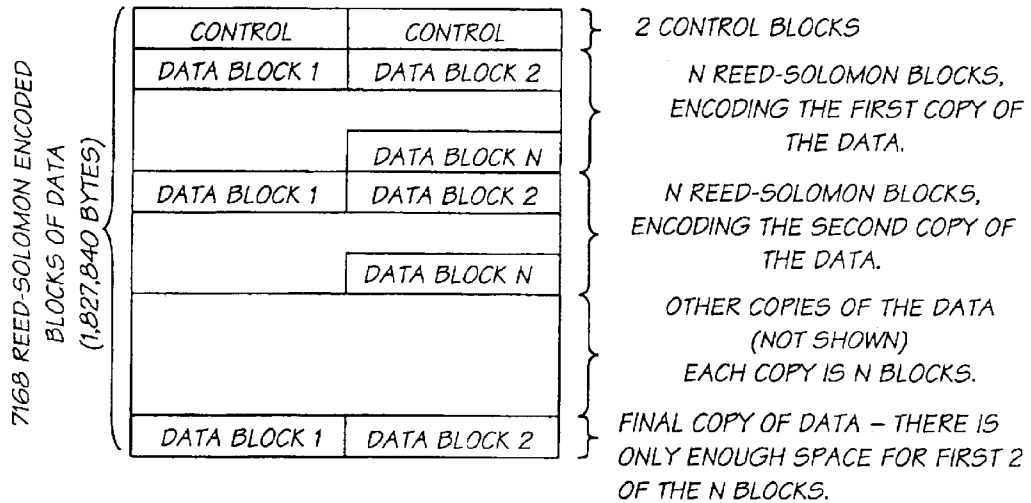 7168 REED-SOLOMON ENCODED
BLOCKS OF DATA
(1,827,840 BYTES)
CONTROL CONTROL
2 CONTROL BLOCKS
DATA BLOCK 1 DATA BLOCK 2
DATA BLOCK N
N REED-SOLOMON BLOCKS,
ENCODING THE FIRST COPY OF
THE DATA.
DATA BLOCK 1 DATA BLOCK 2
DATA BLOCK N
N REED-SOLOMON BLOCKS,
ENCODING THE SECOND COPY OF
THE DATA.
OTHER COPIES OF THE DATA
(NOT SHOWN)
EACH COPY IS N BLOCKS.
DATA BLOCK 1 DATA BLOCK 2
FINAL COPY OF DATA – THERE IS
ONLY ENOUGH SPACE FOR FIRST 2
OF THE N BLOCKS.